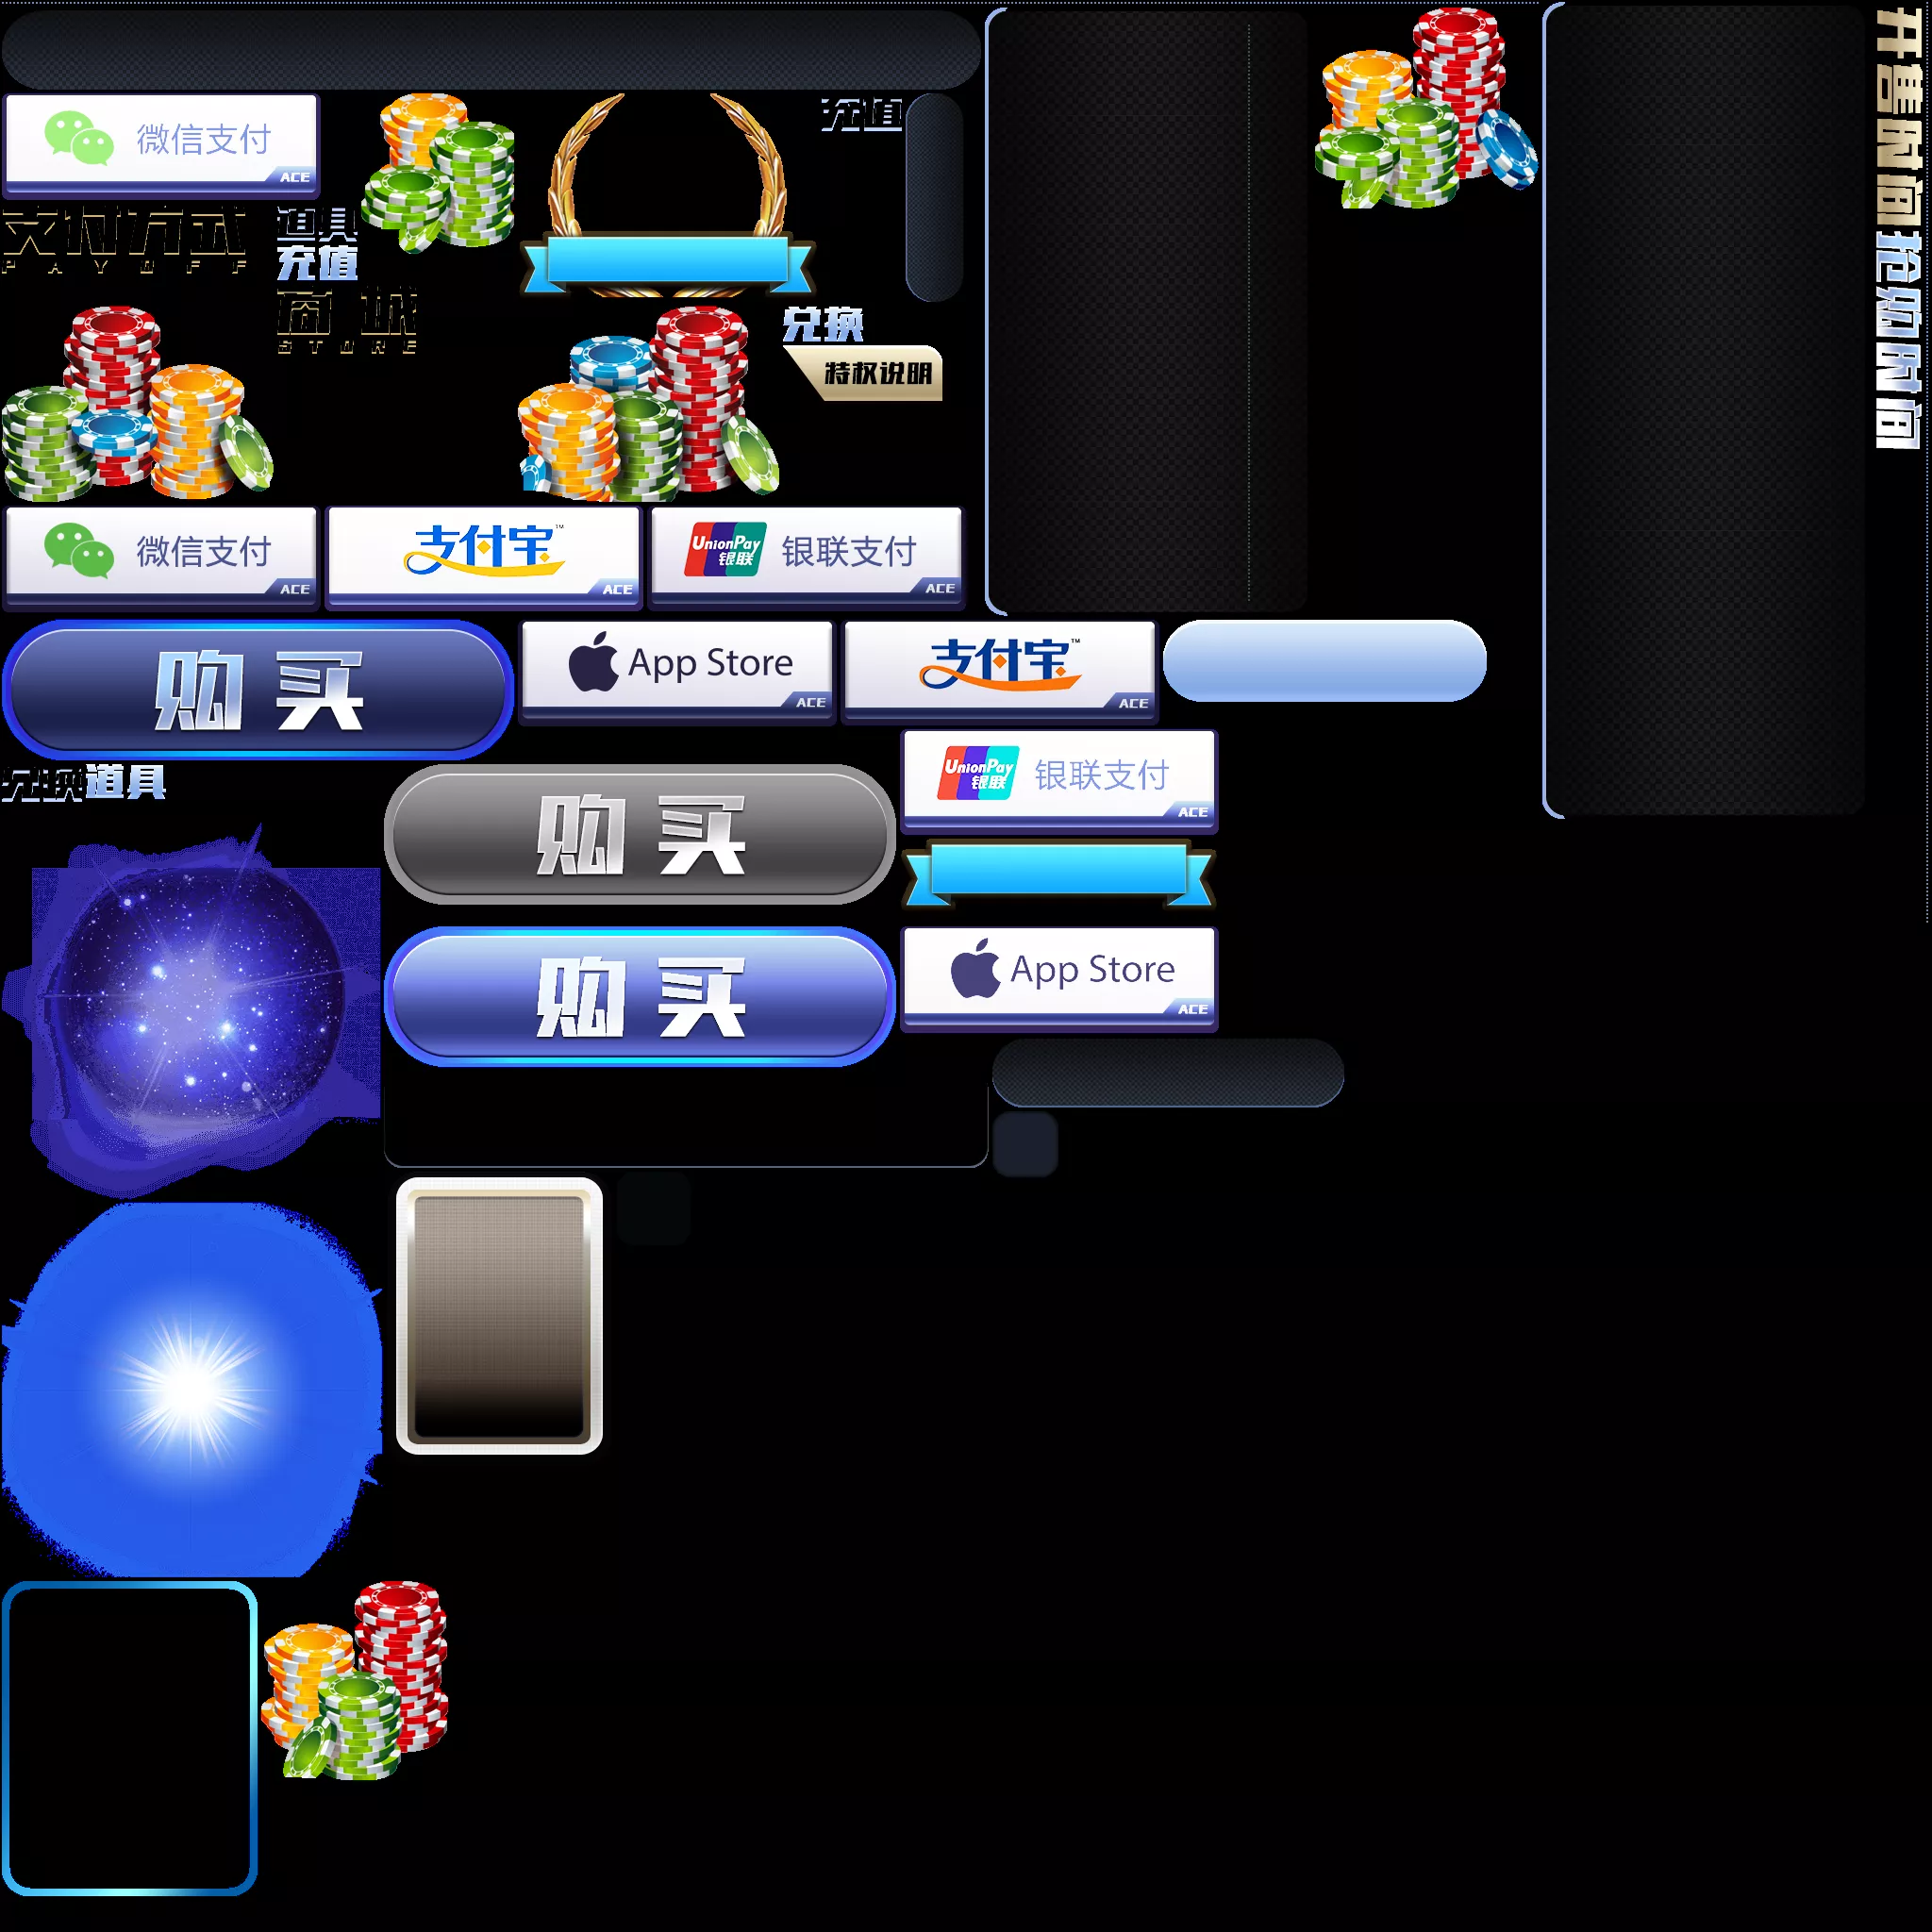 充值
微信支付
ACE
支付方式
PAYOFF
道具
充值
商城
STORE
兑换
特权说明
开售时间
抢购时间
微信支付
ACE
支付宝™
ACE
UnionPay
银联
银联支付
ACE
购买
App Store
ACE
支付宝™
ACE
UnionPay
银联
银联支付
ACE
兑换
道具
购买
购买
App Store
ACE